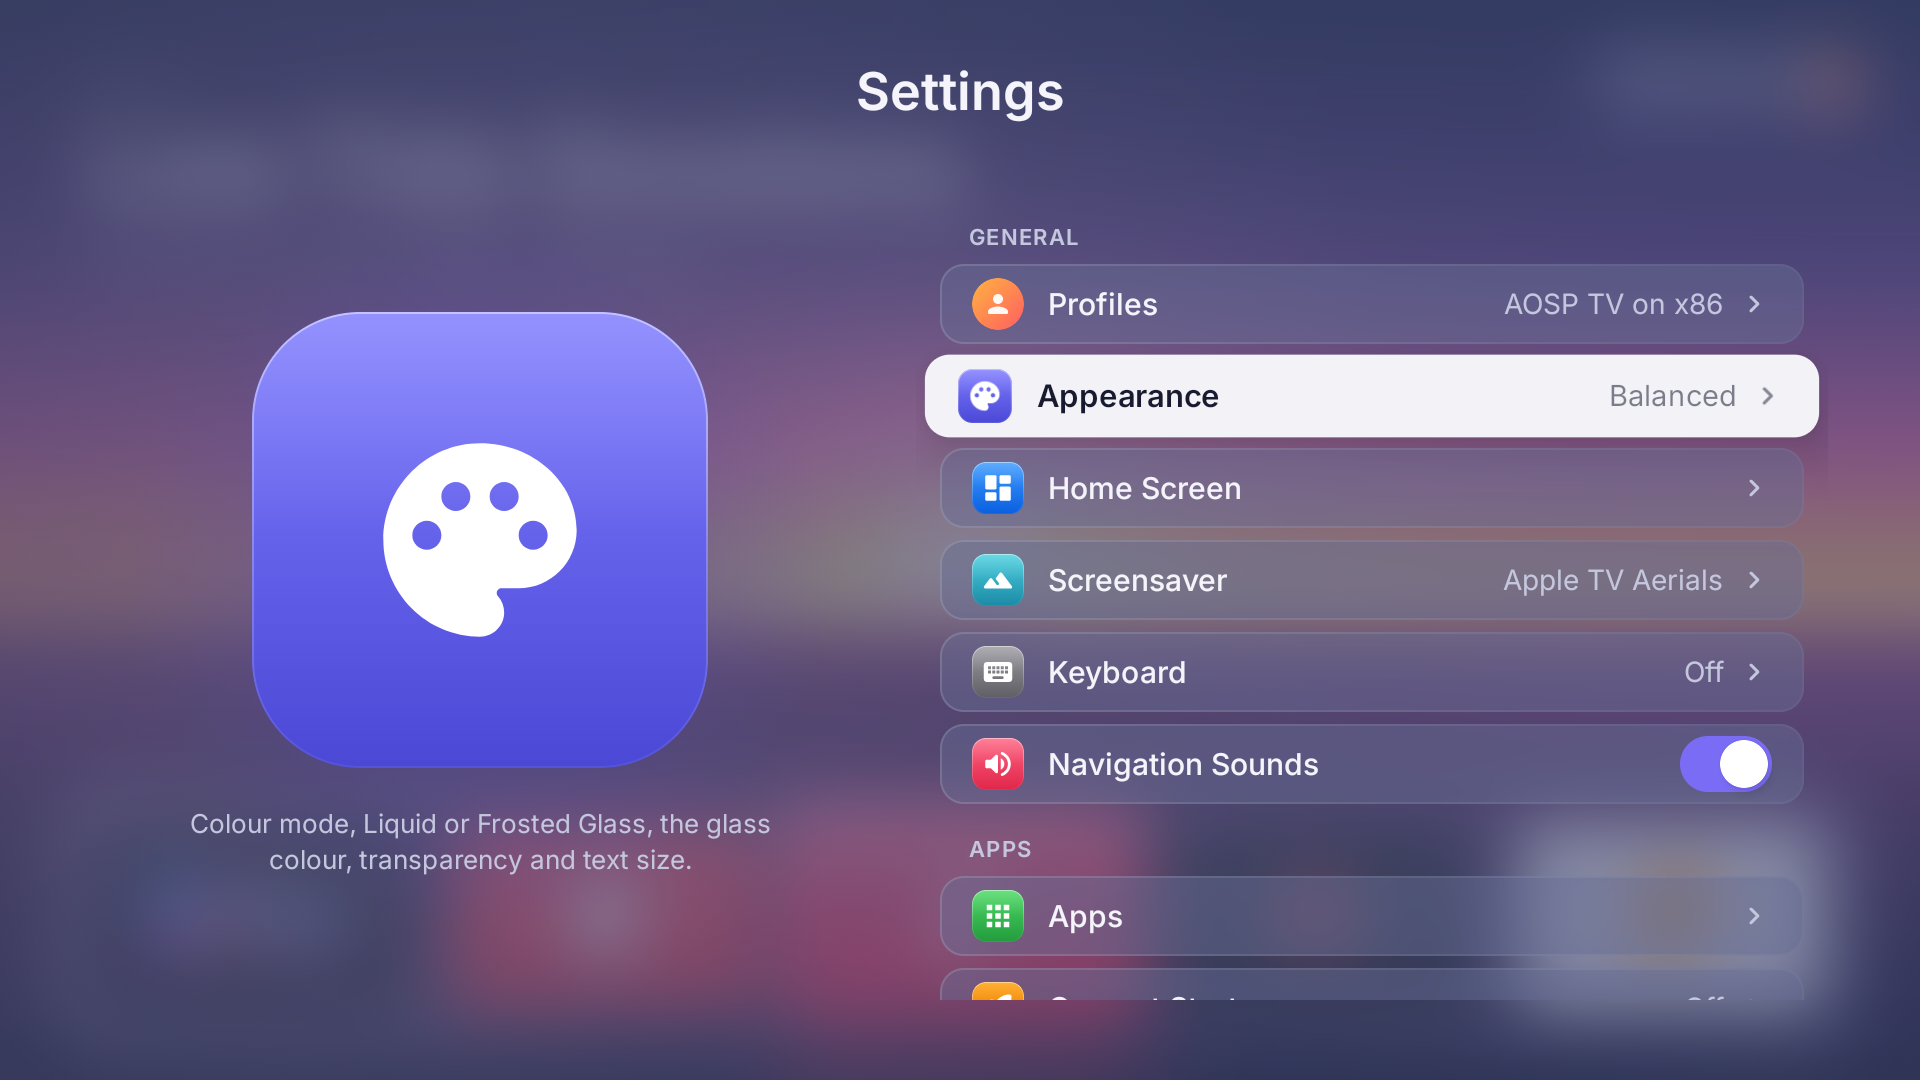 Settings
GENERAL
Profiles AOSP TV on x86
Appearance Balanced
Home Screen
Screensaver Apple TV Aerials
Keyboard Off
Navigation Sounds
Colour mode, Liquid or Frosted Glass, the glass
colour, transparency and text size.
APPS
Apps